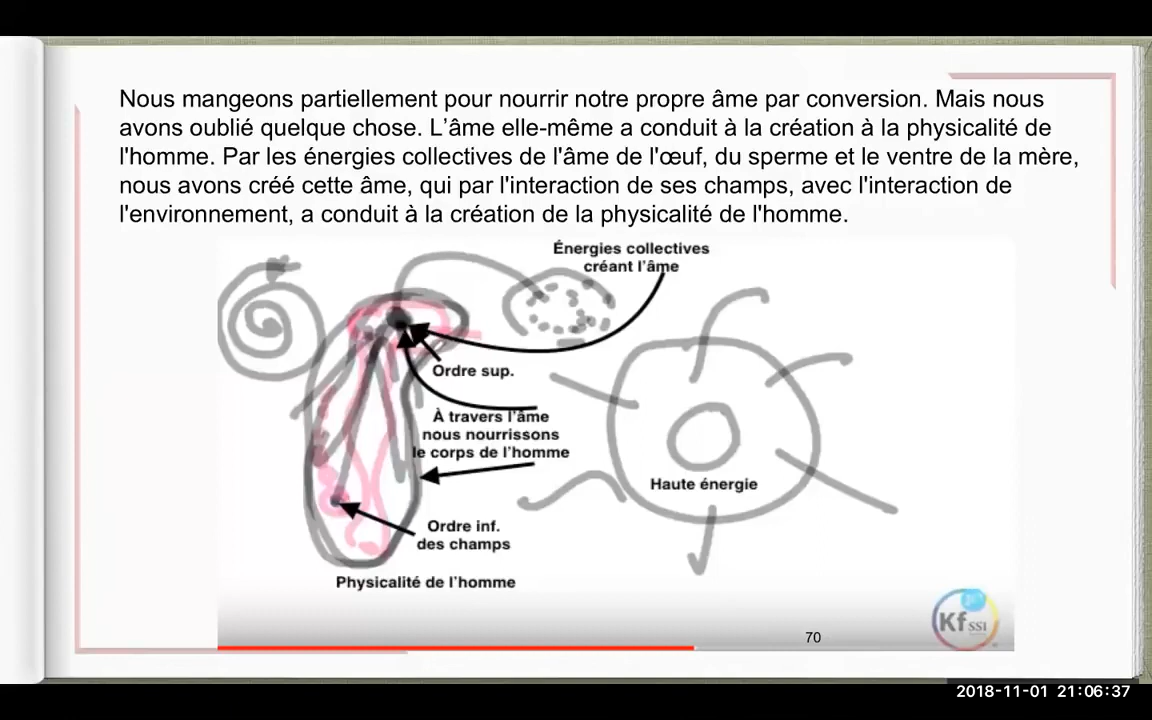 Nous mangeons partiellement pour nourrir notre propre âme par conversion. Mais nous
avons oublié quelque chose. L’âme elle-même a conduit à la création à la physicalité de
l'homme. Par les énergies collectives de l'âme de l'œuf, du sperme et le ventre de la mère,
nous avons créé cette âme, qui par l'interaction de ses champs, avec l'interaction de
l'environnement, a conduit à la création de la physicalité de l'homme.
Énergies collectives
créant l’âme
Ordre sup.
À travers l’âme
nous nourrissons
le corps de l’homme
Haute énergie
Ordre inf.
des champs
Physicalité de l’homme
70
Kf SSI
2018-11-01 21:06:37